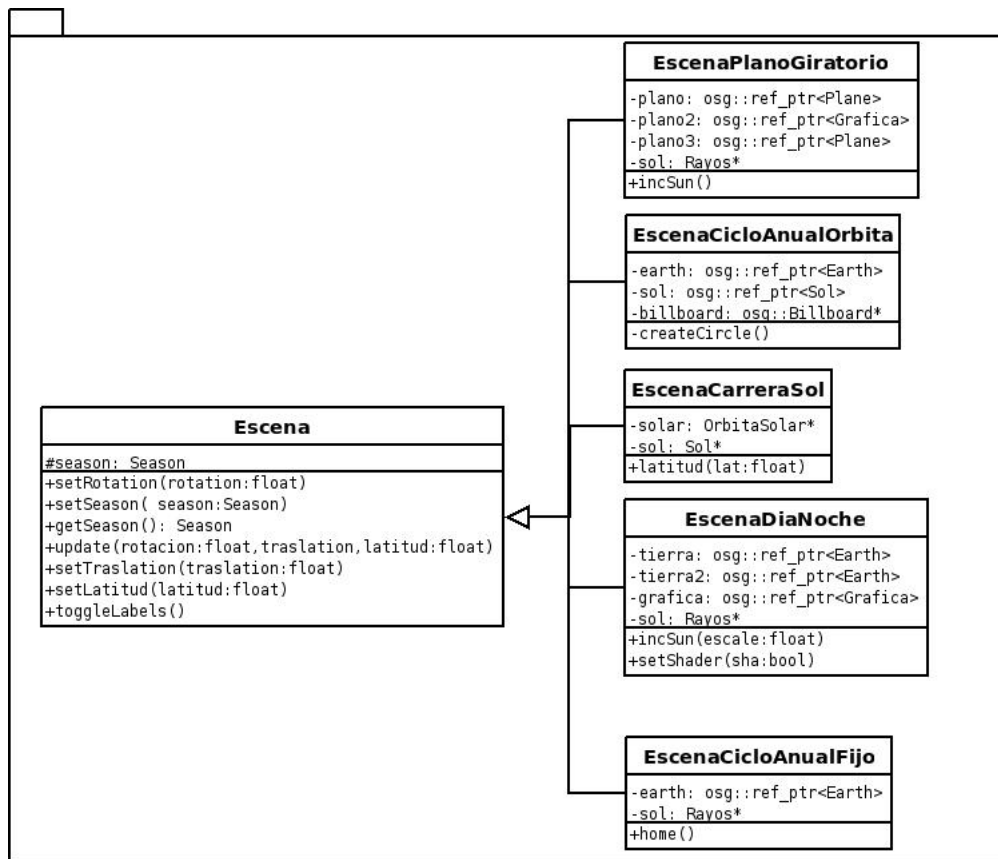 EscenaPlanoGiratorio
-plano: osg::ref_ptr<Plane>
-plano2: osg::ref_ptr<Grafica>
-plano3: osg::ref_ptr<Plane>
-sol: Rayos*
+incSun()
EscenaCicloAnualOrbita
-earth: osg::ref_ptr<Earth>
-sol: osg::ref_ptr<Sol>
-billboard: osg::Billboard*
-createCircle()
EscenaCarreraSol
-solar: OrbitaSolar*
-sol: Sol*
+latitud(lat:float)
Escena
#season: Season
+setRotation(rotation:float)
+setSeason( season:Season)
+getSeason(): Season
+update(rotacion:float,traslation,latitud:float)
+setTraslation(traslation:float)
+setLatitud(latitud:float)
+toggleLabels()
EscenaDiaNoche
-tierra: osg::ref_ptr<Earth>
-tierra2: osg::ref_ptr<Earth>
-grafica: osg::ref_ptr<Grafica>
-sol: Rayos*
+incSun(escale:float)
+setShader(sha:bool)
EscenaCicloAnualFijo
-earth: osg::ref_ptr<Earth>
-sol: Rayos*
+home()